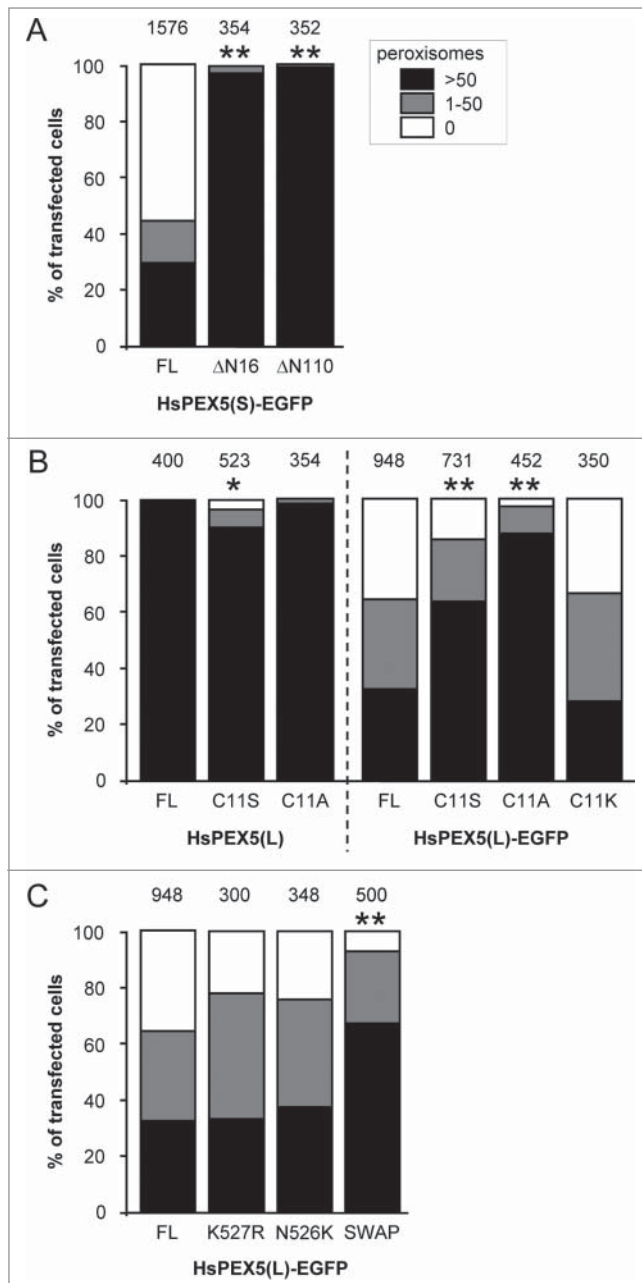 A
1576 354 352
** **
peroxisomes
>50
1-50
0
100
80
60
40
20
0
% of transfected cells
FL ΔN16 ΔN110
HsPEX5(S)-EGFP
B
400 523 354 948 731 452 350
* ** **
100
80
60
40
20
0
% of transfected cells
FL C11S C11A FL C11S C11A C11K
HsPEX5(L) HsPEX5(L)-EGFP
C
948 300 348 500
**
100
80
60
40
20
0
% of transfected cells
FL K527R N526K SWAP
HsPEX5(L)-EGFP